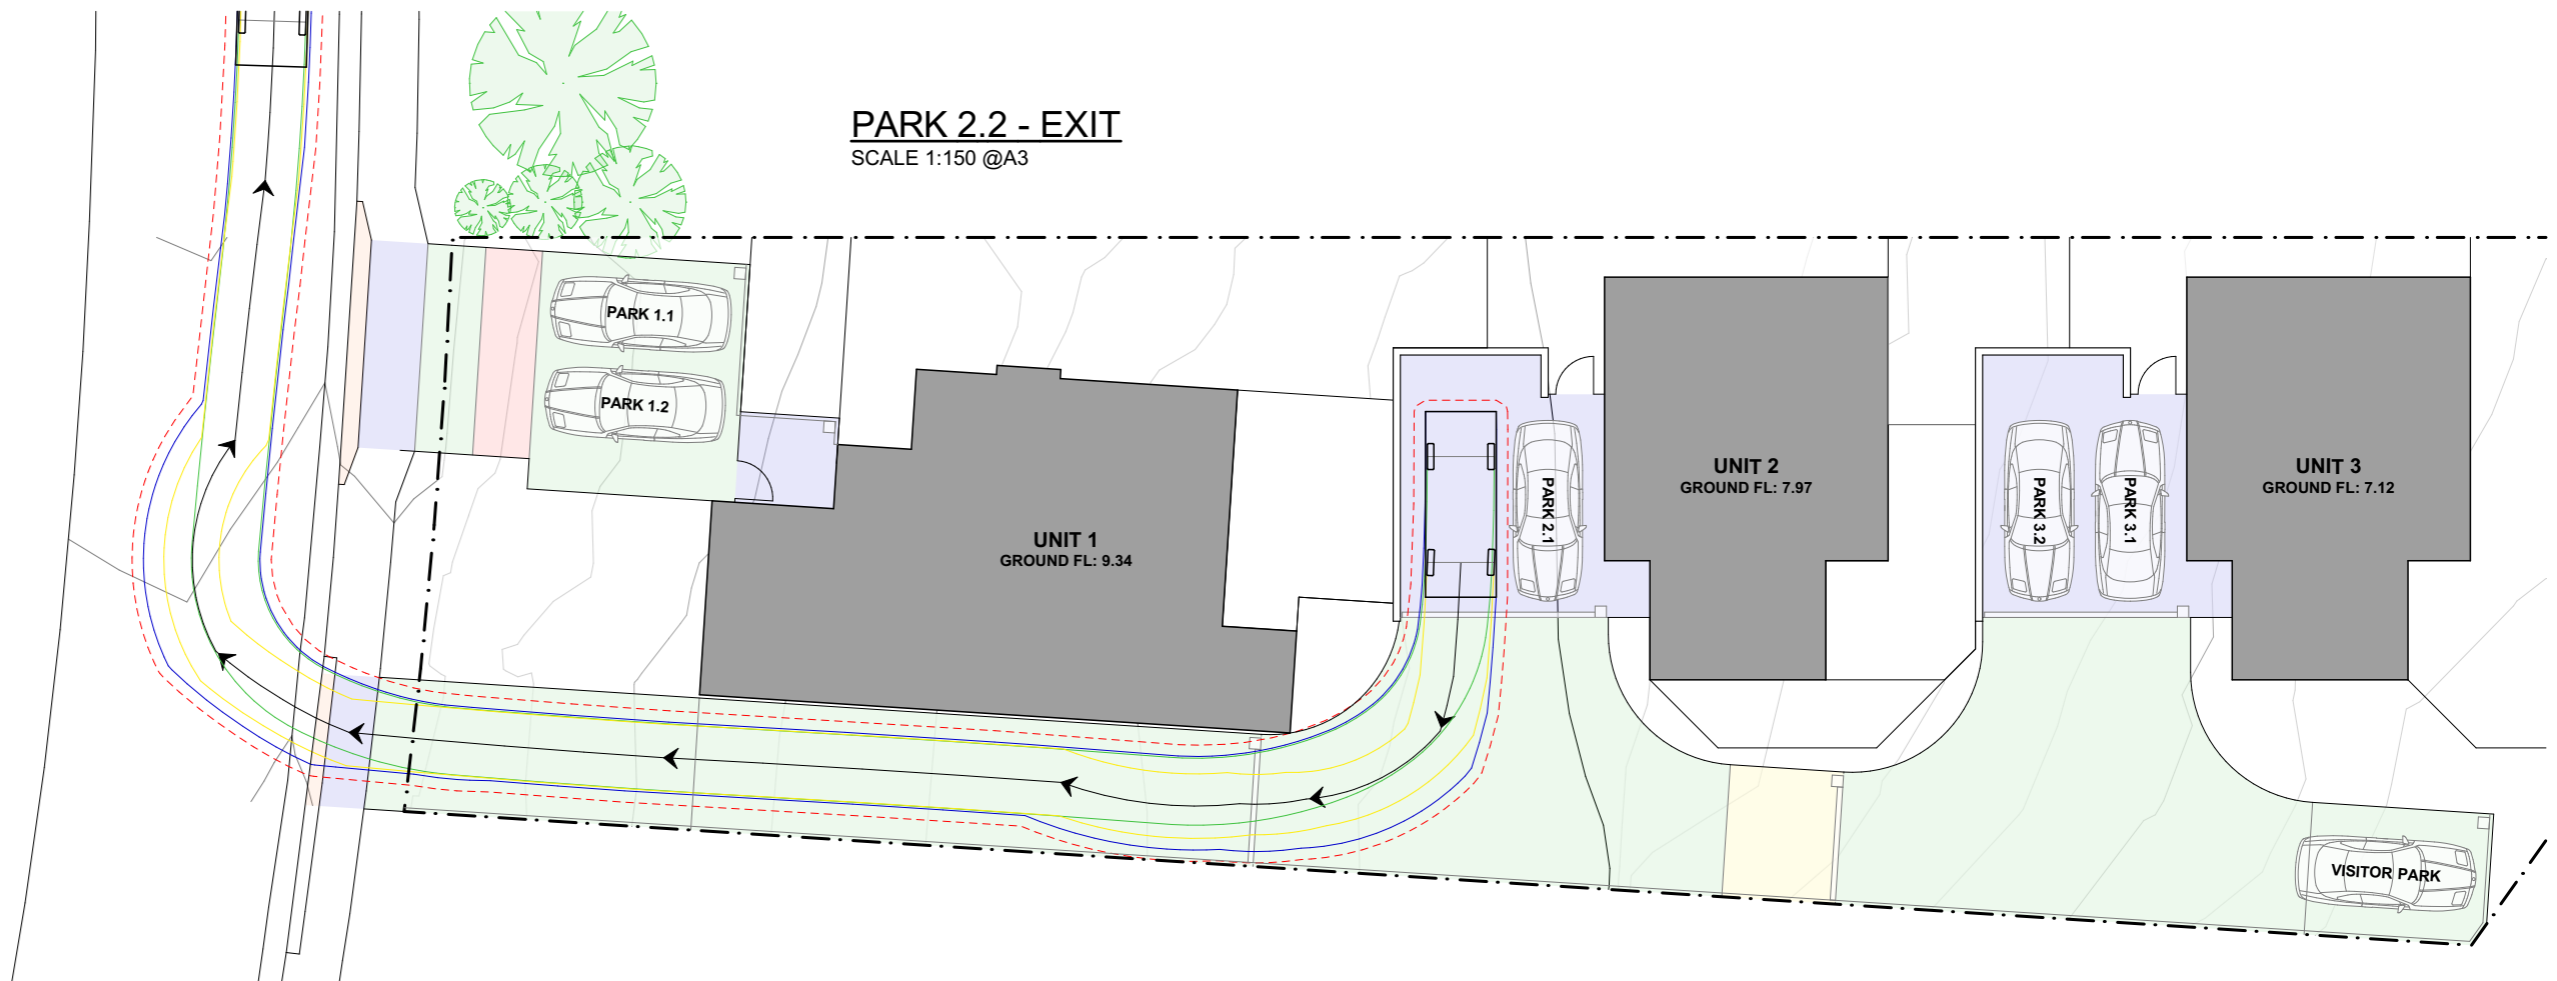 PARK 2.2 - EXIT
SCALE 1:150 @A3
PARK 1.1
PARK 1.2
UNIT 1
GROUND FL: 9.34
PARK 2.1
UNIT 2
GROUND FL: 7.97
PARK 3.2
PARK 3.1
UNIT 3
GROUND FL: 7.12
VISITOR PARK